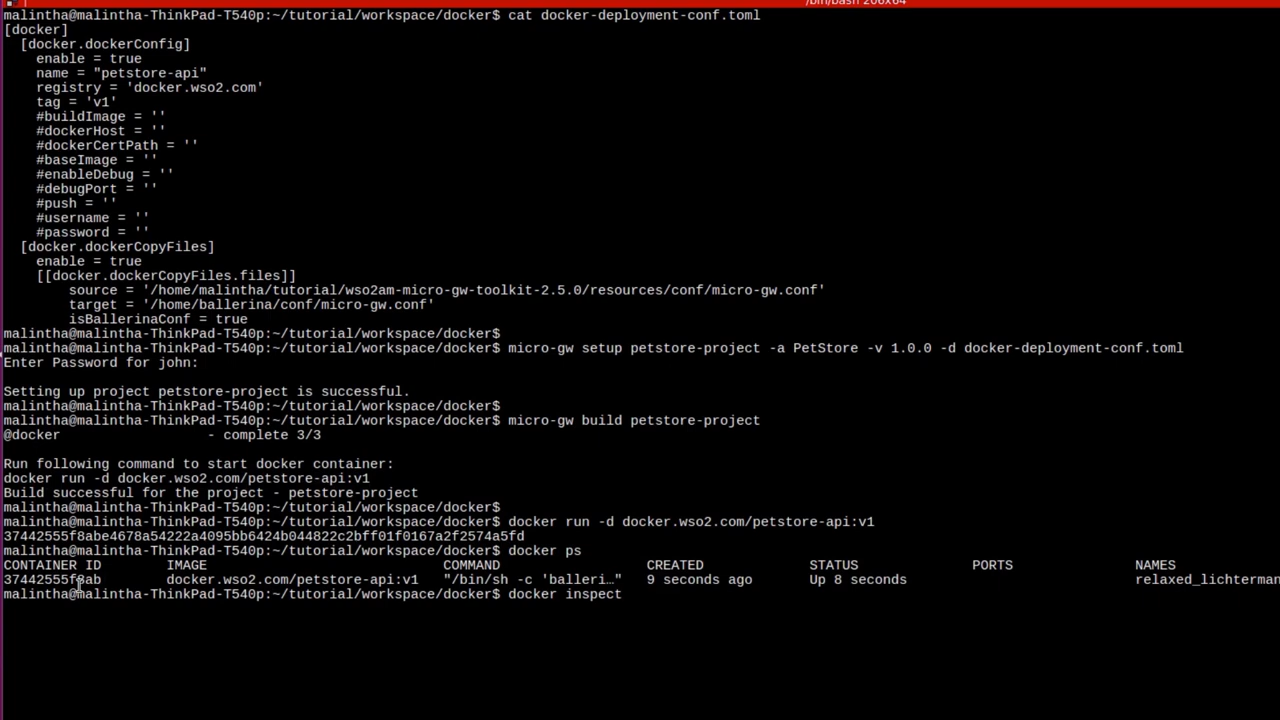 /bin/bash 206x64
malintha@malintha-ThinkPad-T540p:~/tutorial/workspace/docker$ cat docker-deployment-conf.toml
[docker]
  [docker.dockerConfig]
    enable = true
    name = "petstore-api"
    registry = 'docker.wso2.com'
    tag = 'v1'
    #buildImage = ''
    #dockerHost = ''
    #dockerCertPath = ''
    #baseImage = ''
    #enableDebug = ''
    #debugPort = ''
    #push = ''
    #username = ''
    #password = ''
  [docker.dockerCopyFiles]
    enable = true
    [[docker.dockerCopyFiles.files]]
        source = '/home/malintha/tutorial/wso2am-micro-gw-toolkit-2.5.0/resources/conf/micro-gw.conf'
        target = '/home/ballerina/conf/micro-gw.conf'
        isBallerinaConf = true
malintha@malintha-ThinkPad-T540p:~/tutorial/workspace/docker$
malintha@malintha-ThinkPad-T540p:~/tutorial/workspace/docker$ micro-gw setup petstore-project -a PetStore -v 1.0.0 -d docker-deployment-conf.toml
Enter Password for john:
Setting up project petstore-project is successful.
malintha@malintha-ThinkPad-T540p:~/tutorial/workspace/docker$
malintha@malintha-ThinkPad-T540p:~/tutorial/workspace/docker$ micro-gw build petstore-project
@docker                  - complete 3/3
Run following command to start docker container:
docker run -d docker.wso2.com/petstore-api:v1
Build successful for the project - petstore-project
malintha@malintha-ThinkPad-T540p:~/tutorial/workspace/docker$
malintha@malintha-ThinkPad-T540p:~/tutorial/workspace/docker$ docker run -d docker.wso2.com/petstore-api:v1
37442555f8abe4678a54222a4095bb6424b044822c2bff01f0167a2f2574a5fd
malintha@malintha-ThinkPad-T540p:~/tutorial/workspace/docker$ docker ps
CONTAINER ID        IMAGE                             COMMAND                  CREATED             STATUS              PORTS               NAMES
37442555f8ab        docker.wso2.com/petstore-api:v1   "/bin/sh -c 'balleri…"   9 seconds ago       Up 8 seconds                            relaxed_lichterman
malintha@malintha-ThinkPad-T540p:~/tutorial/workspace/docker$ docker inspect